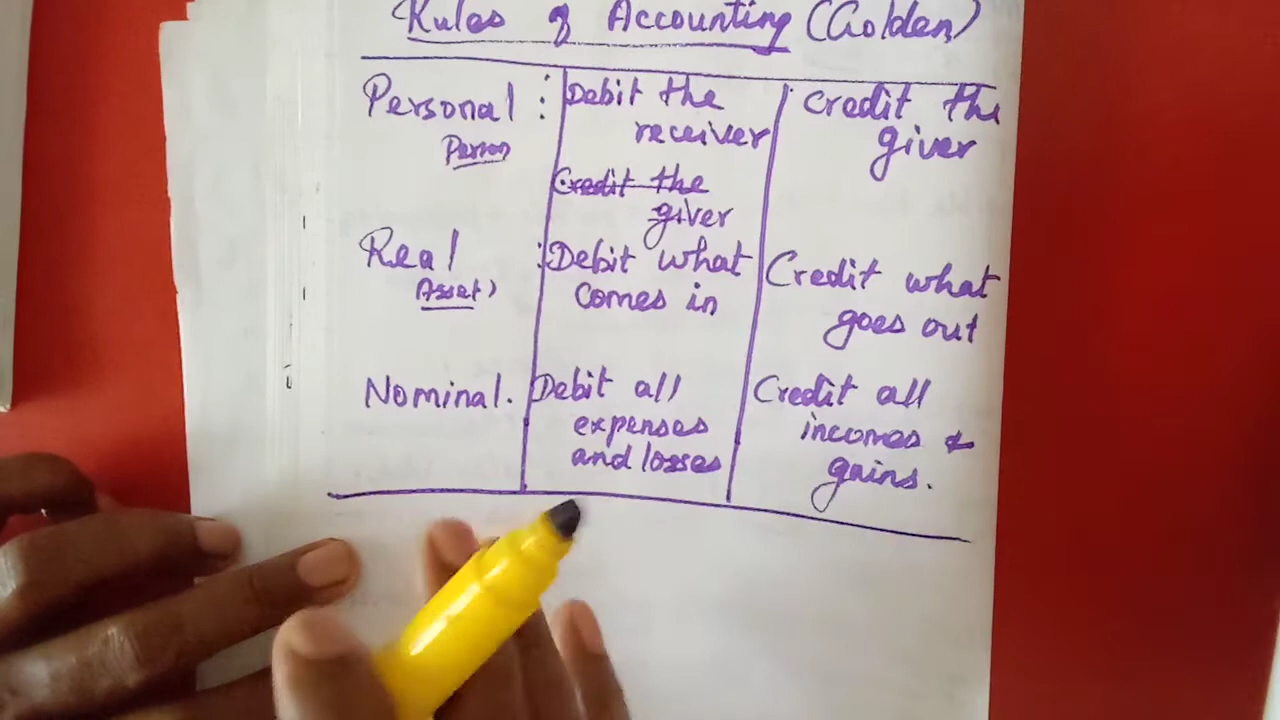 Rules of Accounting (Golden)
Personal : Debit the Credit the
receiver giver
Person
Credit the
giver
Real : Debit what Credit what
Assets comes in goes out
Nominal. Debit all Credit all
expenses incomes &
and losses gains.